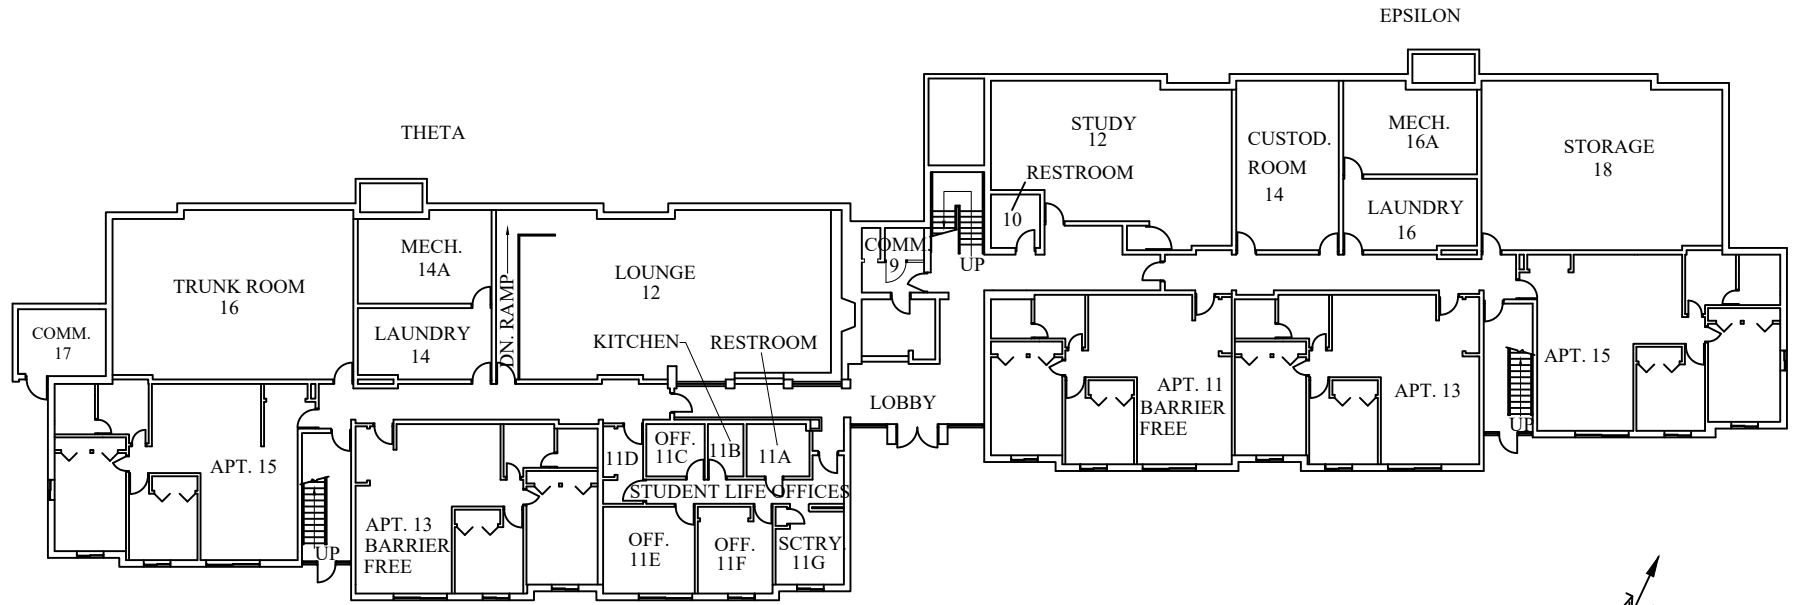 EPSILON
THETA
STUDY
12
RESTROOM
10
CUSTOD.
ROOM
14
MECH.
16A
LAUNDRY
16
STORAGE
18
COMM.
9
UP
TRUNK ROOM
16
MECH.
14A
LAUNDRY
14
DN. RAMP
LOUNGE
12
KITCHEN
RESTROOM
COMM.
17
LOBBY
APT. 11
BARRIER
FREE
APT. 13
APT. 15
UP
APT. 15
UP
APT. 13
BARRIER
FREE
11D
OFF.
11C
11B
11A
STUDENT LIFE OFFICES
OFF.
11E
OFF.
11F
SCTRY.
11G